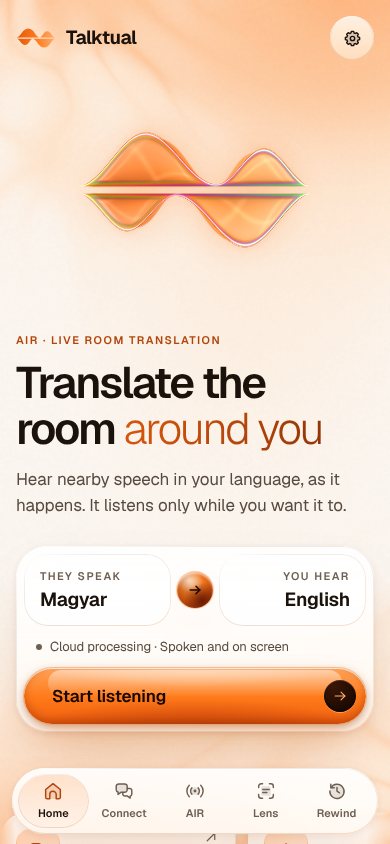 Talktual
AIR · LIVE ROOM TRANSLATION
Translate the
room around you
Hear nearby speech in your language, as it
happens. It listens only while you want it to.
THEY SPEAK
Magyar
YOU HEAR
English
Cloud processing · Spoken and on screen
Start listening
Home
Connect
AIR
Lens
Rewind